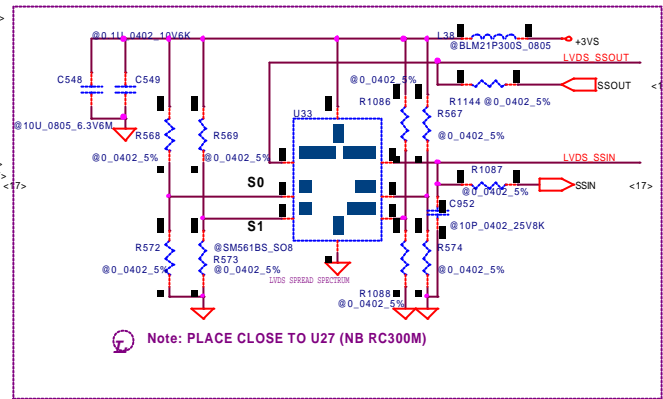 @0.1U_0402_10V6K
L38
+3VS
@BLM21P300S_0805
LVDS_SSOUT
C548
C549
SSOUT
R1144 @0_0402_5%
@0_0402_5%
R1086
@0_0402_5%
R567
U33
@10U_0805_6.3V6M
R568
R569
@0_0402_5%
@0_0402_5%
LVDS_SSIN
R1087
S0
SSIN
<17>
<17>
@0_0402_5%
C952
@10P_0402_25V8K
S1
R572
@0_0402_5%
@SM561BS_SO8
R573
@0_0402_5%
R574
@0_0402_5%
LVDS SPREAD SPECTRUM
R1088
@0_0402_5%
Note: PLACE CLOSE TO U27 (NB RC300M)